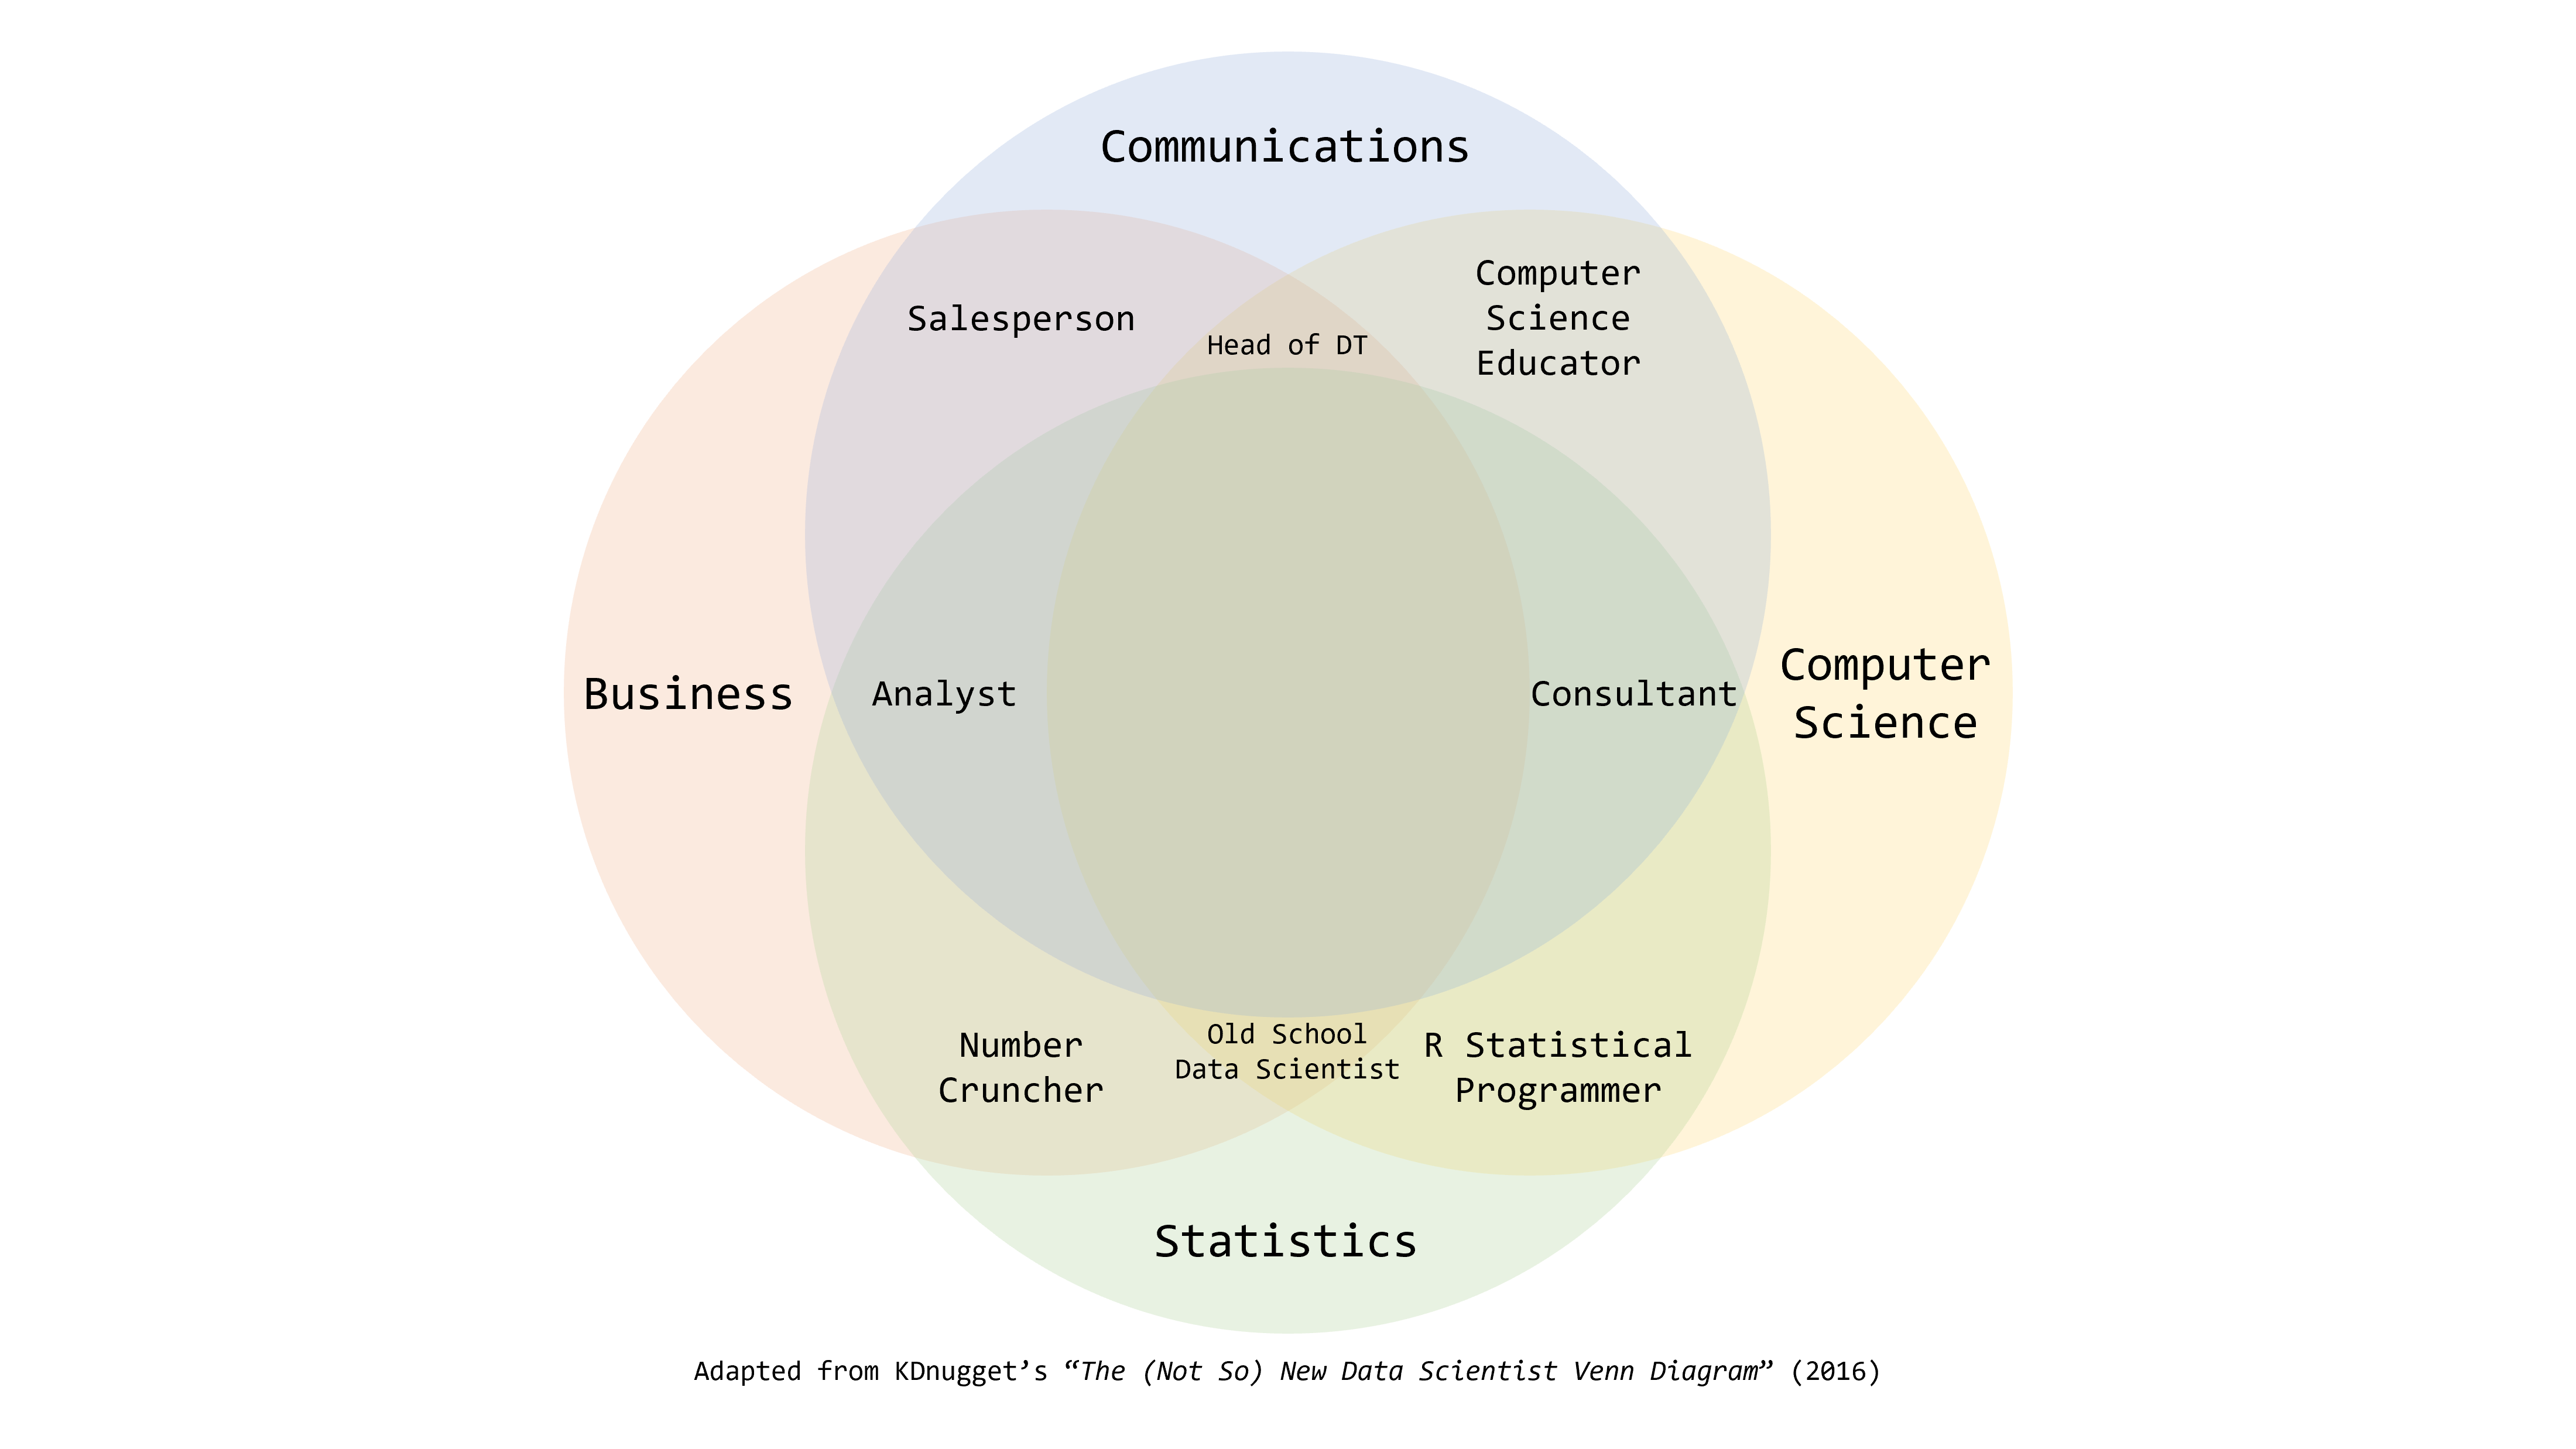 Communications
Salesperson
Head of DT
Computer
Science
Educator
Business
Analyst
Consultant
Computer
Science
Number
Cruncher
Old School
Data Scientist
R Statistical
Programmer
Statistics
Adapted from KDnugget’s “The (Not So) New Data Scientist Venn Diagram” (2016)